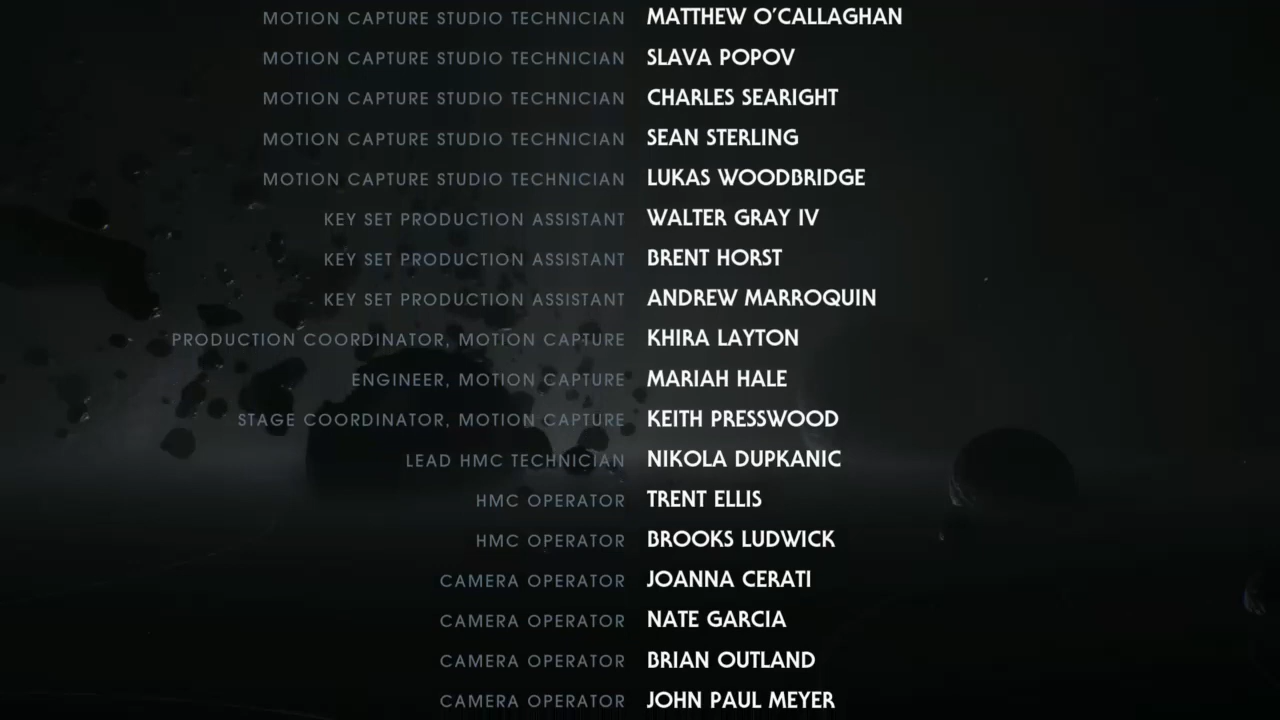 MOTION CAPTURE STUDIO TECHNICIAN MATTHEW O'CALLAGHAN
MOTION CAPTURE STUDIO TECHNICIAN SLAVA POPOV
MOTION CAPTURE STUDIO TECHNICIAN CHARLES SEARIGHT
MOTION CAPTURE STUDIO TECHNICIAN SEAN STERLING
MOTION CAPTURE STUDIO TECHNICIAN LUKAS WOODBRIDGE
KEY SET PRODUCTION ASSISTANT WALTER GRAY IV
KEY SET PRODUCTION ASSISTANT BRENT HORST
KEY SET PRODUCTION ASSISTANT ANDREW MARROQUIN
PRODUCTION COORDINATOR, MOTION CAPTURE KHIRA LAYTON
ENGINEER, MOTION CAPTURE MARIAH HALE
STAGE COORDINATOR, MOTION CAPTURE KEITH PRESSWOOD
LEAD HMC TECHNICIAN NIKOLA DUPKANIC
HMC OPERATOR TRENT ELLIS
HMC OPERATOR BROOKS LUDWICK
CAMERA OPERATOR JOANNA CERATI
CAMERA OPERATOR NATE GARCIA
CAMERA OPERATOR BRIAN OUTLAND
CAMERA OPERATOR JOHN PAUL MEYER